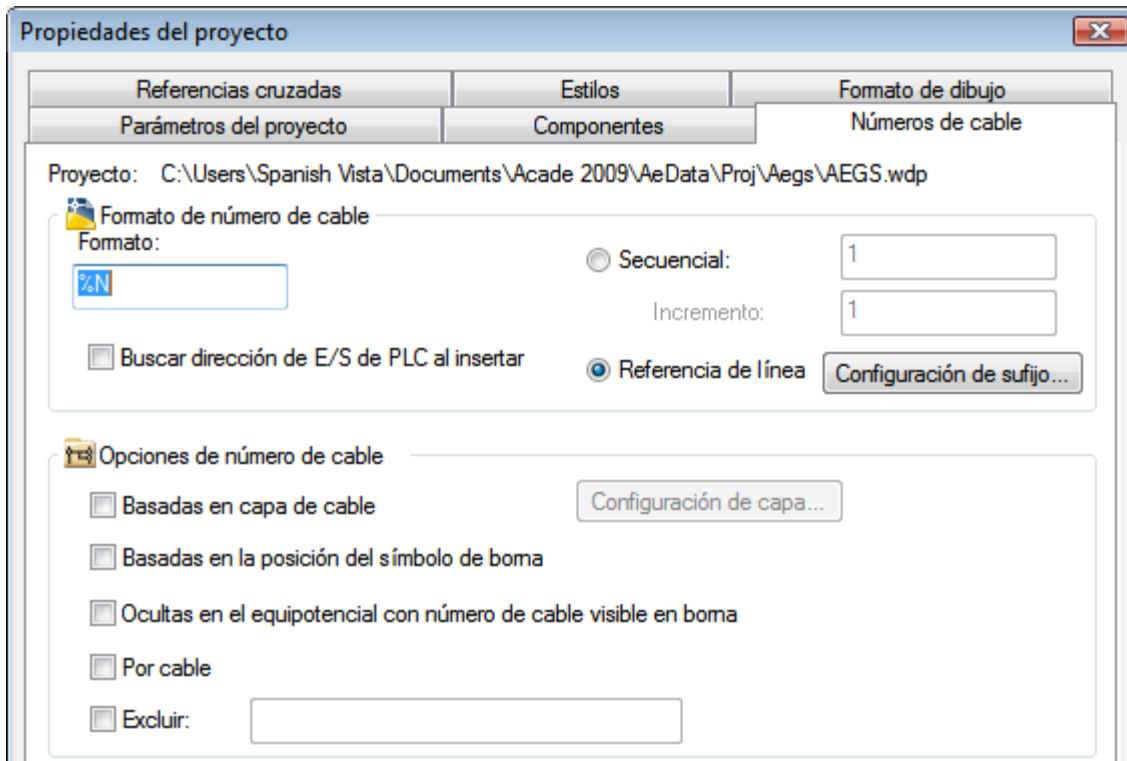 Propiedades del proyecto
Referencias cruzadas
Estilos
Formato de dibujo
Parámetros del proyecto
Componentes
Números de cable
Proyecto: C:\Users\Spanish Vista\Documents\Acade 2009\AeData\Proj\Aegs\AEGS.wdp
Formato de número de cable
Formato:
%N
Secuencial: 1
Incremento: 1
Buscar dirección de E/S de PLC al insertar
Referencia de línea
Configuración de sufijo...
Opciones de número de cable
Basadas en capa de cable
Configuración de capa...
Basadas en la posición del símbolo de borna
Ocultas en el equipotencial con número de cable visible en borna
Por cable
Excluir: